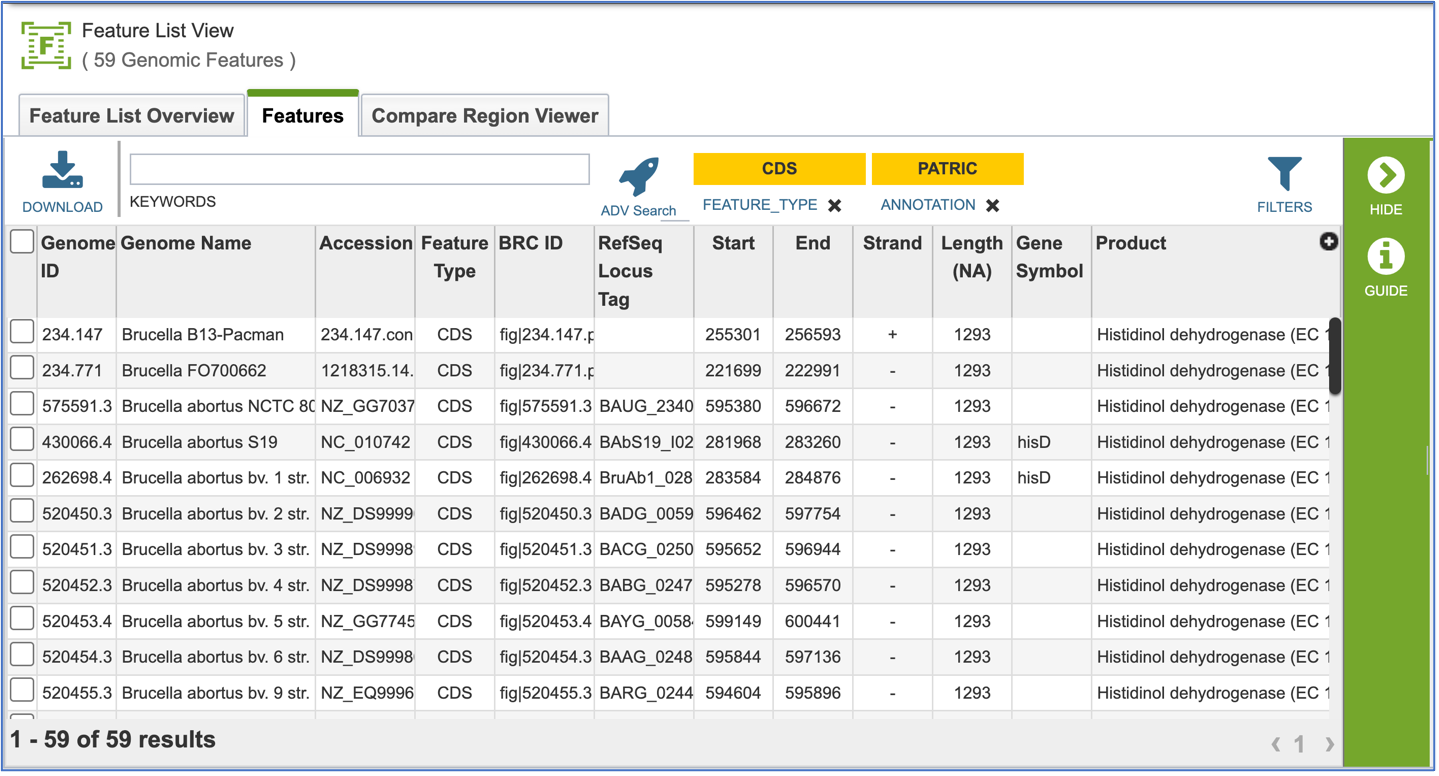 Feature List View
( 59 Genomic Features )
Feature List Overview Features Compare Region Viewer
DOWNLOAD
KEYWORDS
ADV Search
CDS PATRIC
FEATURE_TYPE ANNOTATION
FILTERS
HIDE
GUIDE
Genome ID Genome Name Accession Feature Type BRC ID RefSeq Locus Tag Start End Strand Length (NA) Gene Symbol Product
234.147 Brucella B13-Pacman 234.147.con CDS fig|234.147.p 255301 256593 + 1293 Histidinol dehydrogenase (EC 1
234.771 Brucella FO700662 1218315.14. CDS fig|234.771.p 221699 222991 - 1293 Histidinol dehydrogenase (EC 1
575591.3 Brucella abortus NCTC 80 NZ_GG7037 CDS fig|575591.3 BAUG_2340 595380 596672 - 1293 Histidinol dehydrogenase (EC 1
430066.4 Brucella abortus S19 NC_010742 CDS fig|430066.4 BAbS19_I02 281968 283260 - 1293 hisD Histidinol dehydrogenase (EC 1
262698.4 Brucella abortus bv. 1 str. NC_006932 CDS fig|262698.4 BruAb1_028 283584 284876 - 1293 hisD Histidinol dehydrogenase (EC 1
520450.3 Brucella abortus bv. 2 str. NZ_DS9999 CDS fig|520450.3 BADG_0059 596462 597754 - 1293 Histidinol dehydrogenase (EC 1
520451.3 Brucella abortus bv. 3 str. NZ_DS9998 CDS fig|520451.3 BACG_0250 595652 596944 - 1293 Histidinol dehydrogenase (EC 1
520452.3 Brucella abortus bv. 4 str. NZ_DS9998 CDS fig|520452.3 BABG_0247 595278 596570 - 1293 Histidinol dehydrogenase (EC 1
520453.4 Brucella abortus bv. 5 str. NZ_GG7745 CDS fig|520453.4 BAYG_0058 599149 600441 - 1293 Histidinol dehydrogenase (EC 1
520454.3 Brucella abortus bv. 6 str. NZ_DS9998 CDS fig|520454.3 BAAG_0248 595844 597136 - 1293 Histidinol dehydrogenase (EC 1
520455.3 Brucella abortus bv. 9 str. NZ_EQ9996 CDS fig|520455.3 BARG_0244 594604 595896 - 1293 Histidinol dehydrogenase (EC 1
1 - 59 of 59 results
1